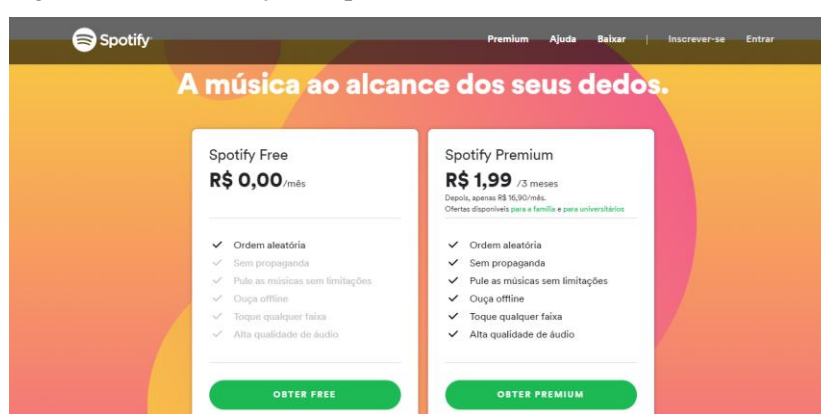 Spotify
Premium Ajuda Baixar | Inscrever-se Entrar
A música ao alcance dos seus dedos.
Spotify Free
R$ 0,00/mês
Ordem aleatória
Sem propaganda
Pule as músicas sem limitações
Ouça offline
Toque qualquer faixa
Alta qualidade de áudio
OBTER FREE
Spotify Premium
R$ 1,99 /3 meses
Depois, apenas R$ 16,90/mês.
Ofertas disponíveis para a família e para universitários
Ordem aleatória
Sem propaganda
Pule as músicas sem limitações
Ouça offline
Toque qualquer faixa
Alta qualidade de áudio
OBTER PREMIUM